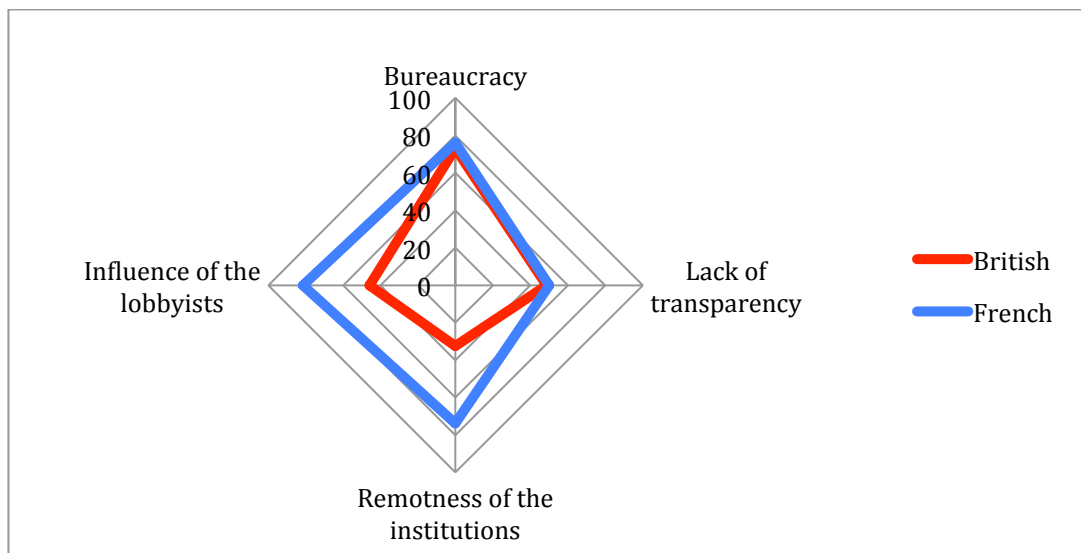 Bureaucracy
100
80
60
40
20
0
Influence of the
lobbyists
Lack of
transparency
Remotness of the
institutions
British
French